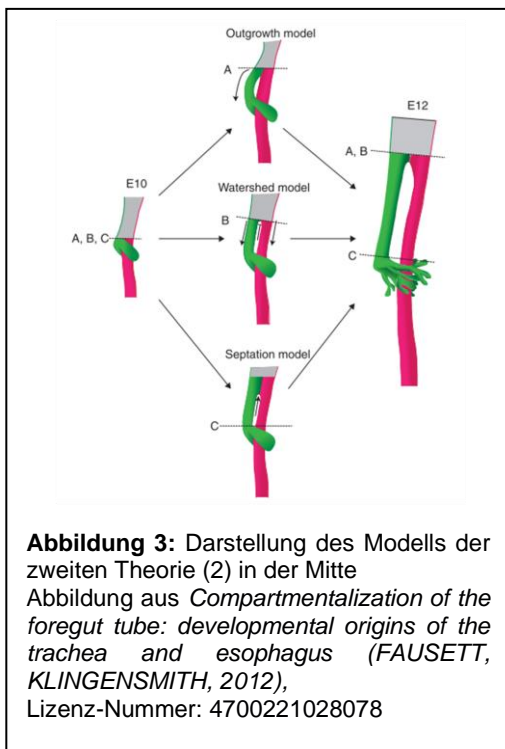 Outgrowth model
A
E12
A, B
E10
Watershed model
B
A, B, C
C
Septation model
C
Abbildung 3: Darstellung des Modells der
zweiten Theorie (2) in der Mitte
Abbildung aus Compartmentalization of the
foregut tube: developmental origins of the
trachea and esophagus (FAUSETT,
KLINGENSMITH, 2012),
Lizenz-Nummer: 4700221028078